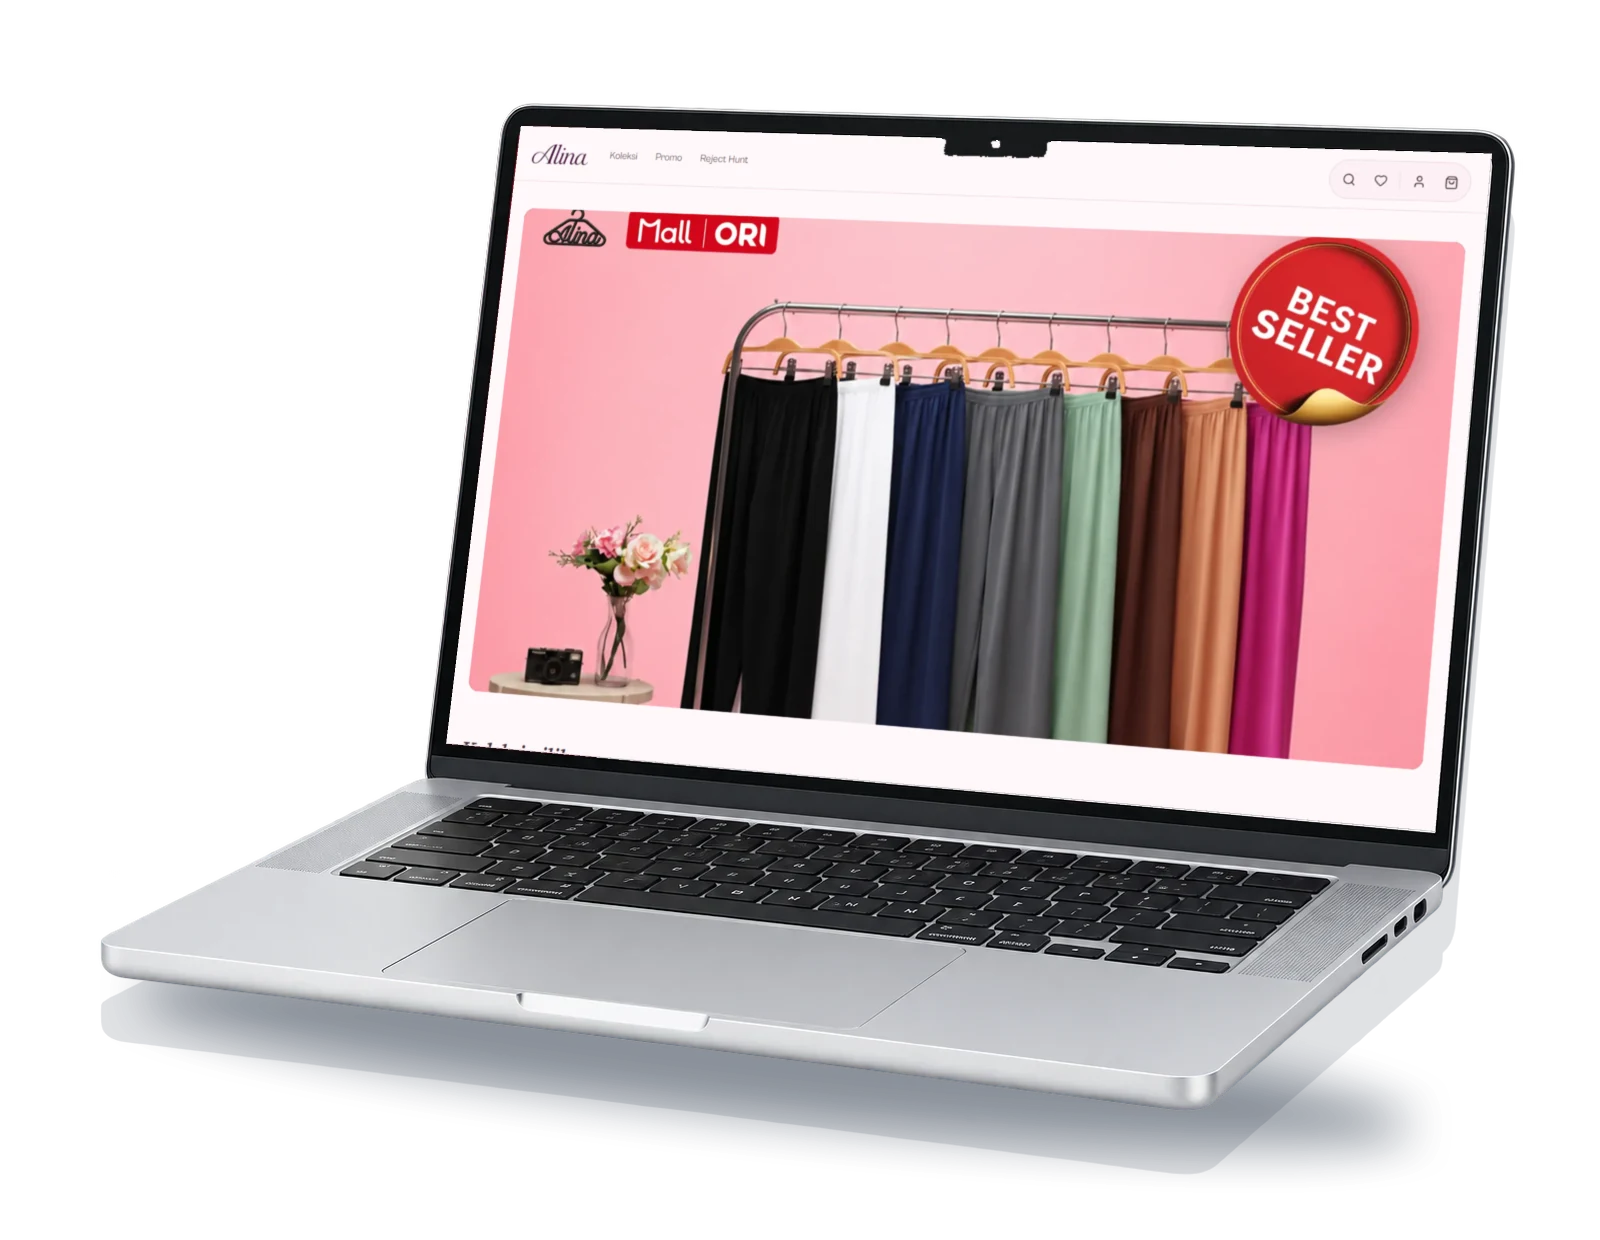 Alina
Koleksi Promo Reject Hunt
Alina
Mall | ORI
BEST
SELLER